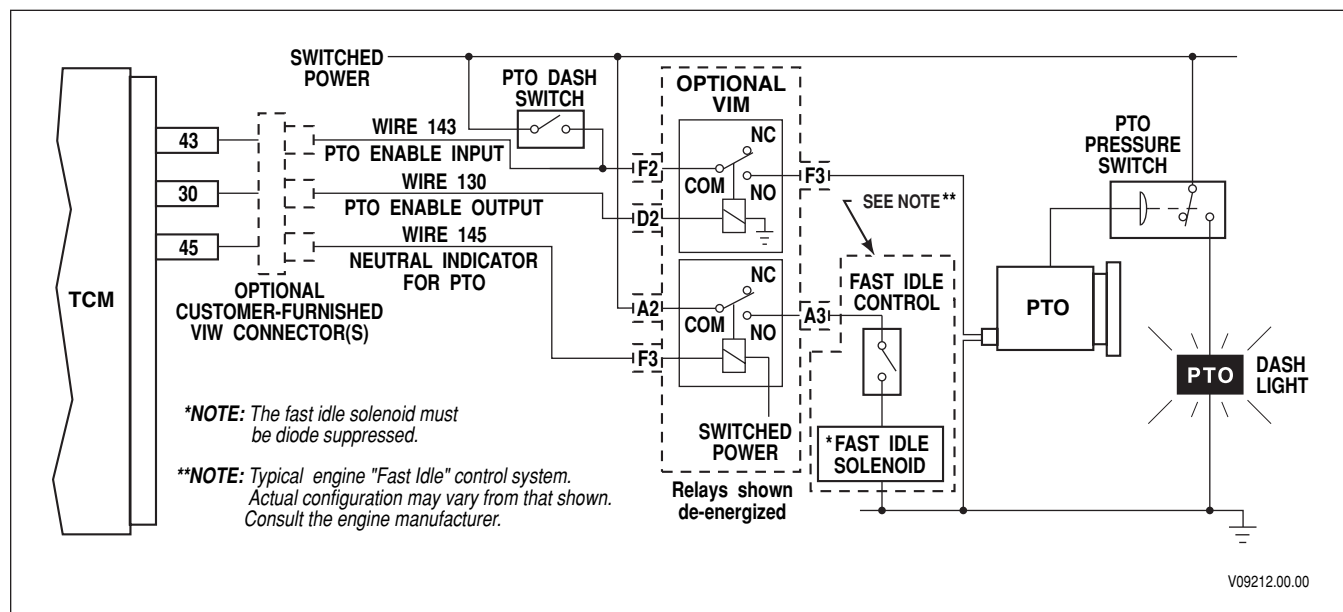 SWITCHED
POWER
PTO DASH
SWITCH
OPTIONAL
VIM
PTO
PRESSURE
SWITCH
TCM
43
30
45
WIRE 143
PTO ENABLE INPUT
WIRE 130
PTO ENABLE OUTPUT
WIRE 145
NEUTRAL INDICATOR
FOR PTO
OPTIONAL
CUSTOMER-FURNISHED
VIW CONNECTOR(S)
F2
D2
A2
F3
NC
COM
NO
NC
COM
NO
F3
A3
SWITCHED
POWER
Relays shown
de-energized
SEE NOTE**
FAST IDLE
CONTROL
*FAST IDLE
SOLENOID
PTO
PTO
DASH
LIGHT
*NOTE: The fast idle solenoid must
be diode suppressed.
**NOTE: Typical engine "Fast Idle" control system.
Actual configuration may vary from that shown.
Consult the engine manufacturer.
V09212.00.00